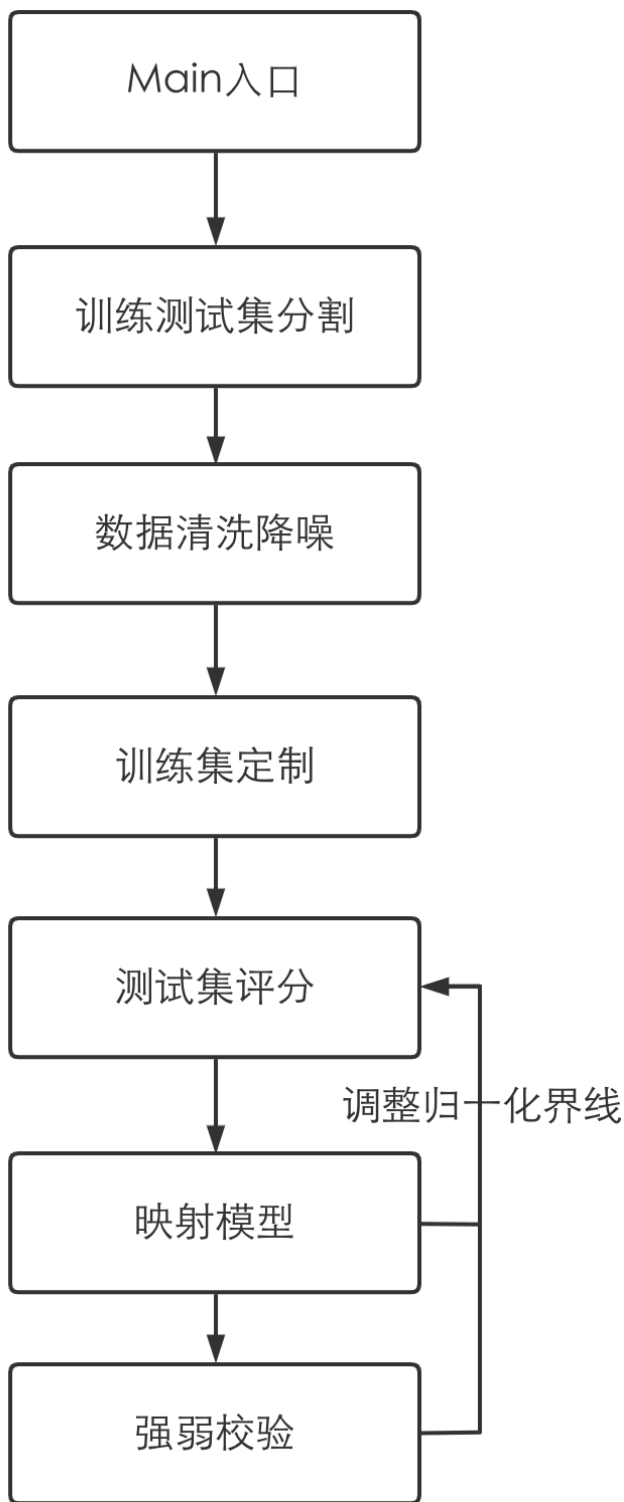 Main入口
训练测试集分割
数据清洗降噪
训练集定制
测试集评分
调整归一化界线
映射模型
强弱校验